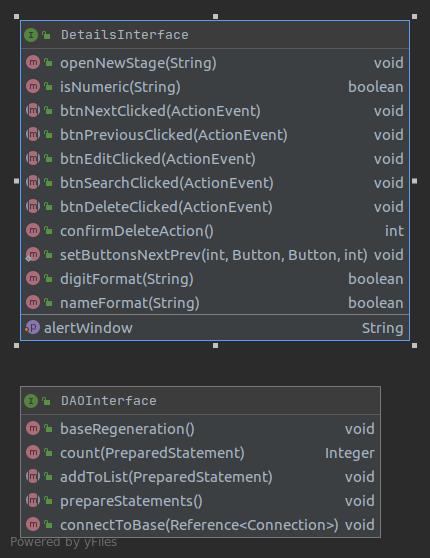 DetailsInterface
openNewStage(String) void
isNumeric(String) boolean
btnNextClicked(ActionEvent) void
btnPreviousClicked(ActionEvent) void
btnEditClicked(ActionEvent) void
btnSearchClicked(ActionEvent) void
btnDeleteClicked(ActionEvent) void
confirmDeleteAction() int
setButtonsNextPrev(int, Button, Button, int) void
digitFormat(String) boolean
nameFormat(String) boolean
alertWindow String
DAOInterface
baseRegeneration() void
count(PreparedStatement) Integer
addToList(PreparedStatement) void
prepareStatements() void
connectToBase(Reference<Connection>) void
Powered by yFiles